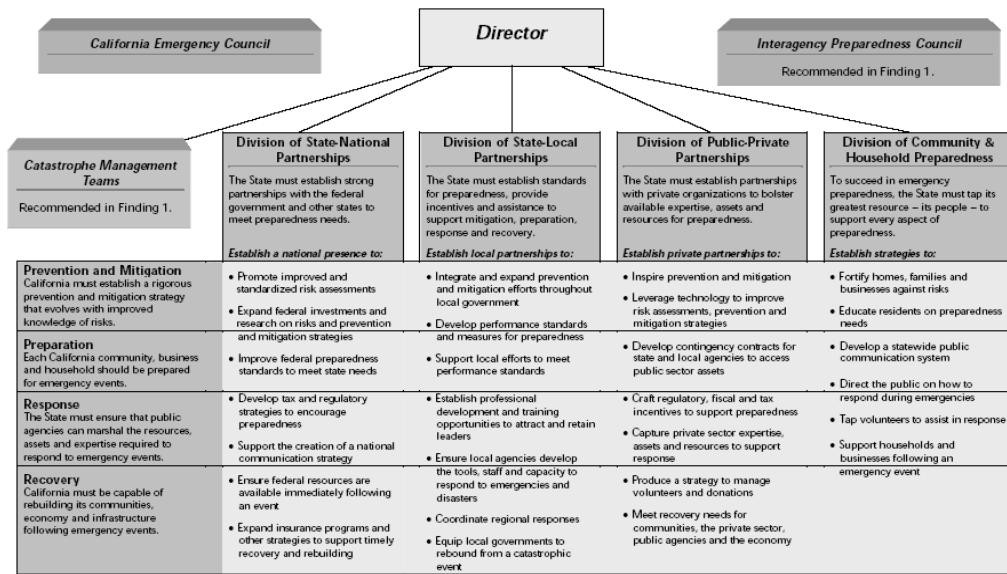 Director
California Emergency Council
Interagency Preparedness Council
Recommended in Finding 1.
Catastrophe Management
Teams
Recommended in Finding 1.
Division of State-National
Partnerships
The State must establish strong
partnerships with the federal
government and other states to
meet preparedness needs.
Establish a national presence to:
Division of State-Local
Partnerships
The State must establish standards
for preparedness, provide
incentives and assistance to
support mitigation, preparation,
response and recovery.
Establish local partnerships to:
Division of Public-Private
Partnerships
The State must establish partnerships
with private organizations to bolster
available expertise, assets and
resources for preparedness.
Establish private partnerships to:
Division of Community &
Household Preparedness
To succeed in emergency
preparedness, the State must tap its
greatest resource – its people – to
support every aspect of
preparedness.
Establish strategies to:
Prevention and Mitigation
California must establish a rigorous
prevention and mitigation strategy
that evolves with improved
knowledge of risks.
Preparation
Each California community, business
and household should be prepared
for emergency events.
Response
The State must ensure that public
agencies can marshal the resources,
assets and expertise required to
respond to emergency events.
Recovery
California must be capable of
rebuilding its communities,
economy and infrastructure
following emergency events.
• Promote improved and
standardized risk assessments
• Expand federal investments and
research on risks and prevention
and mitigation strategies
• Improve federal preparedness
standards to meet state needs
• Develop tax and regulatory
strategies to encourage
preparedness
• Support the creation of a national
communication strategy
• Ensure federal resources are
available immediately following
an event
• Expand insurance programs and
other strategies to support timely
recovery and rebuilding
• Integrate and expand prevention
and mitigation efforts throughout
local government
• Develop performance standards
and measures for preparedness
• Support local efforts to meet
performance standards
• Establish professional
development and training
opportunities to attract and retain
leaders
• Ensure local agencies develop
the tools, staff and capacity to
respond to emergencies and
disasters
• Coordinate regional responses
• Equip local governments to
rebound from a catastrophic
event
• Inspire prevention and mitigation
• Leverage technology to improve
risk assessments, prevention and
mitigation strategies
• Develop contingency contracts for
state and local agencies to access
public sector assets
• Craft regulatory, fiscal and tax
incentives to support preparedness
• Capture private sector expertise,
assets and resources to support
response
• Produce a strategy to manage
volunteers and donations
• Meet recovery needs for
communities, the private sector,
public agencies and the economy
• Fortify homes, families and
businesses against risks
• Educate residents on preparedness
needs
• Develop a statewide public
communication system
• Direct the public on how to
respond during emergencies
• Tap volunteers to assist in response
• Support households and
businesses following an
emergency event